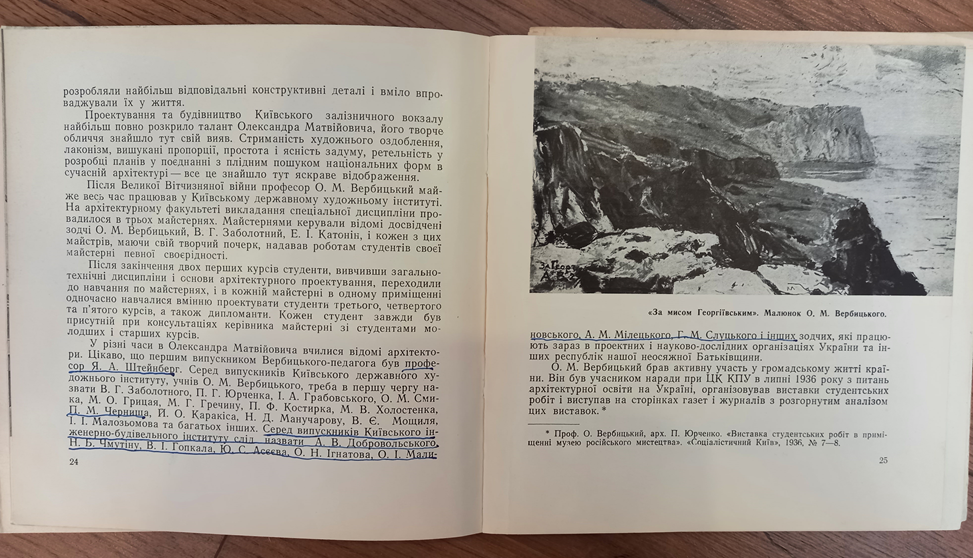 розробляли найбільш відповідальні конструктивні деталі і вміло впро-
ваджували їх у життя.
Проектування та будівництво Київського залізничного вокзалу
найбільш повно розкрило талант Олександра Матвійовича, його творче
обличчя знайшло тут свій вияв. Стриманість художнього оздоблення,
лаконізм, вишукані пропорції, простота і ясність задуму, ретельність у
розробці планів у поєднанні з плідним пошуком національних форм в
сучасній архітектурі — все це знайшло тут яскраве відображення.
Після Великої Вітчизняної війни професор О. М. Вербицький май-
же весь час працював у Київському державному художньому інституті.
На архітектурному факультеті викладання спеціальної дисципліни про-
вадилося в трьох майстернях. Майстернями керували відомі досвідчені
зодчі О. М. Вербицький, В. Г. Заболотний, Е. І. Катонін, і кожен з цих
майстрів, маючи свій творчий почерк, надавав роботам студентів своєї
майстерні певної своєрідності.
Після закінчення двох перших курсів студенти, вивчивши загально-
технічні дисципліни і основи архітектурного проектування, переходили
до навчання по майстернях, і в кожній майстерні в одному приміщенні
одночасно навчалися вмінню проектувати студенти третього, четвертого
та п'ятого курсів, а також дипломанти. Кожен студент завжди був
присутній при консультаціях керівника майстерні зі студентами мо-
лодших і старших курсів.
У різні часи в Олександра Матвійовича вчилися відомі архітекто-
ри. Цікаво, що першим випускником Вербицького-педагога був профе-
сор Я. А. Штейнберг. Серед випускників Київського державного ху-
дожнього інституту, учнів О. М. Вербицького, треба в першу чергу на-
звати В. Г. Заболотного, П. Г. Юрченка, І. А. Грабовського, О. М. Сми-
ка, М. О. Грицая, М. Г. Гречину, П. Ф. Костирка, М. В. Холостенка,
П. М. Черниша, Й. О. Каракіса, Н. Д. Манучарову, В. Є. Мощиля,
І. І. Малозьомова та багатьох інших. Серед випускників Київського ін-
женерно-будівельного інституту слід назвати А. В. Добровольського,
Н. Б. Чмутіну, В. І. Гопкала, Ю. С. Асєєва, О. Н. Ігнатова, О. І. Мали-
24
«За мисом Георгіївським». Малюнок О. М. Вербицького.
новського, А. М. Мілецького, Г. М. Слуцького і інших зодчих, які працю-
ють зараз в проектних і науково-дослідних організаціях України та ін-
ших республік нашої неосяжної Батьківщини.
О. М. Вербицький брав активну участь у громадському житті краї-
ни. Він був учасником наради при ЦК КПУ в липні 1936 року з питань
архітектурної освіти на Україні, організовував виставки студентських
робіт і виступав на сторінках газет і журналів з розгорнутим аналізом
цих виставок.*
* Проф. О. Вербицький, арх. П. Юрченко. «Виставка студентських робіт в примі-
щенні музею російського мистецтва». «Соціалістичний Київ», 1936, № 7—8.
25